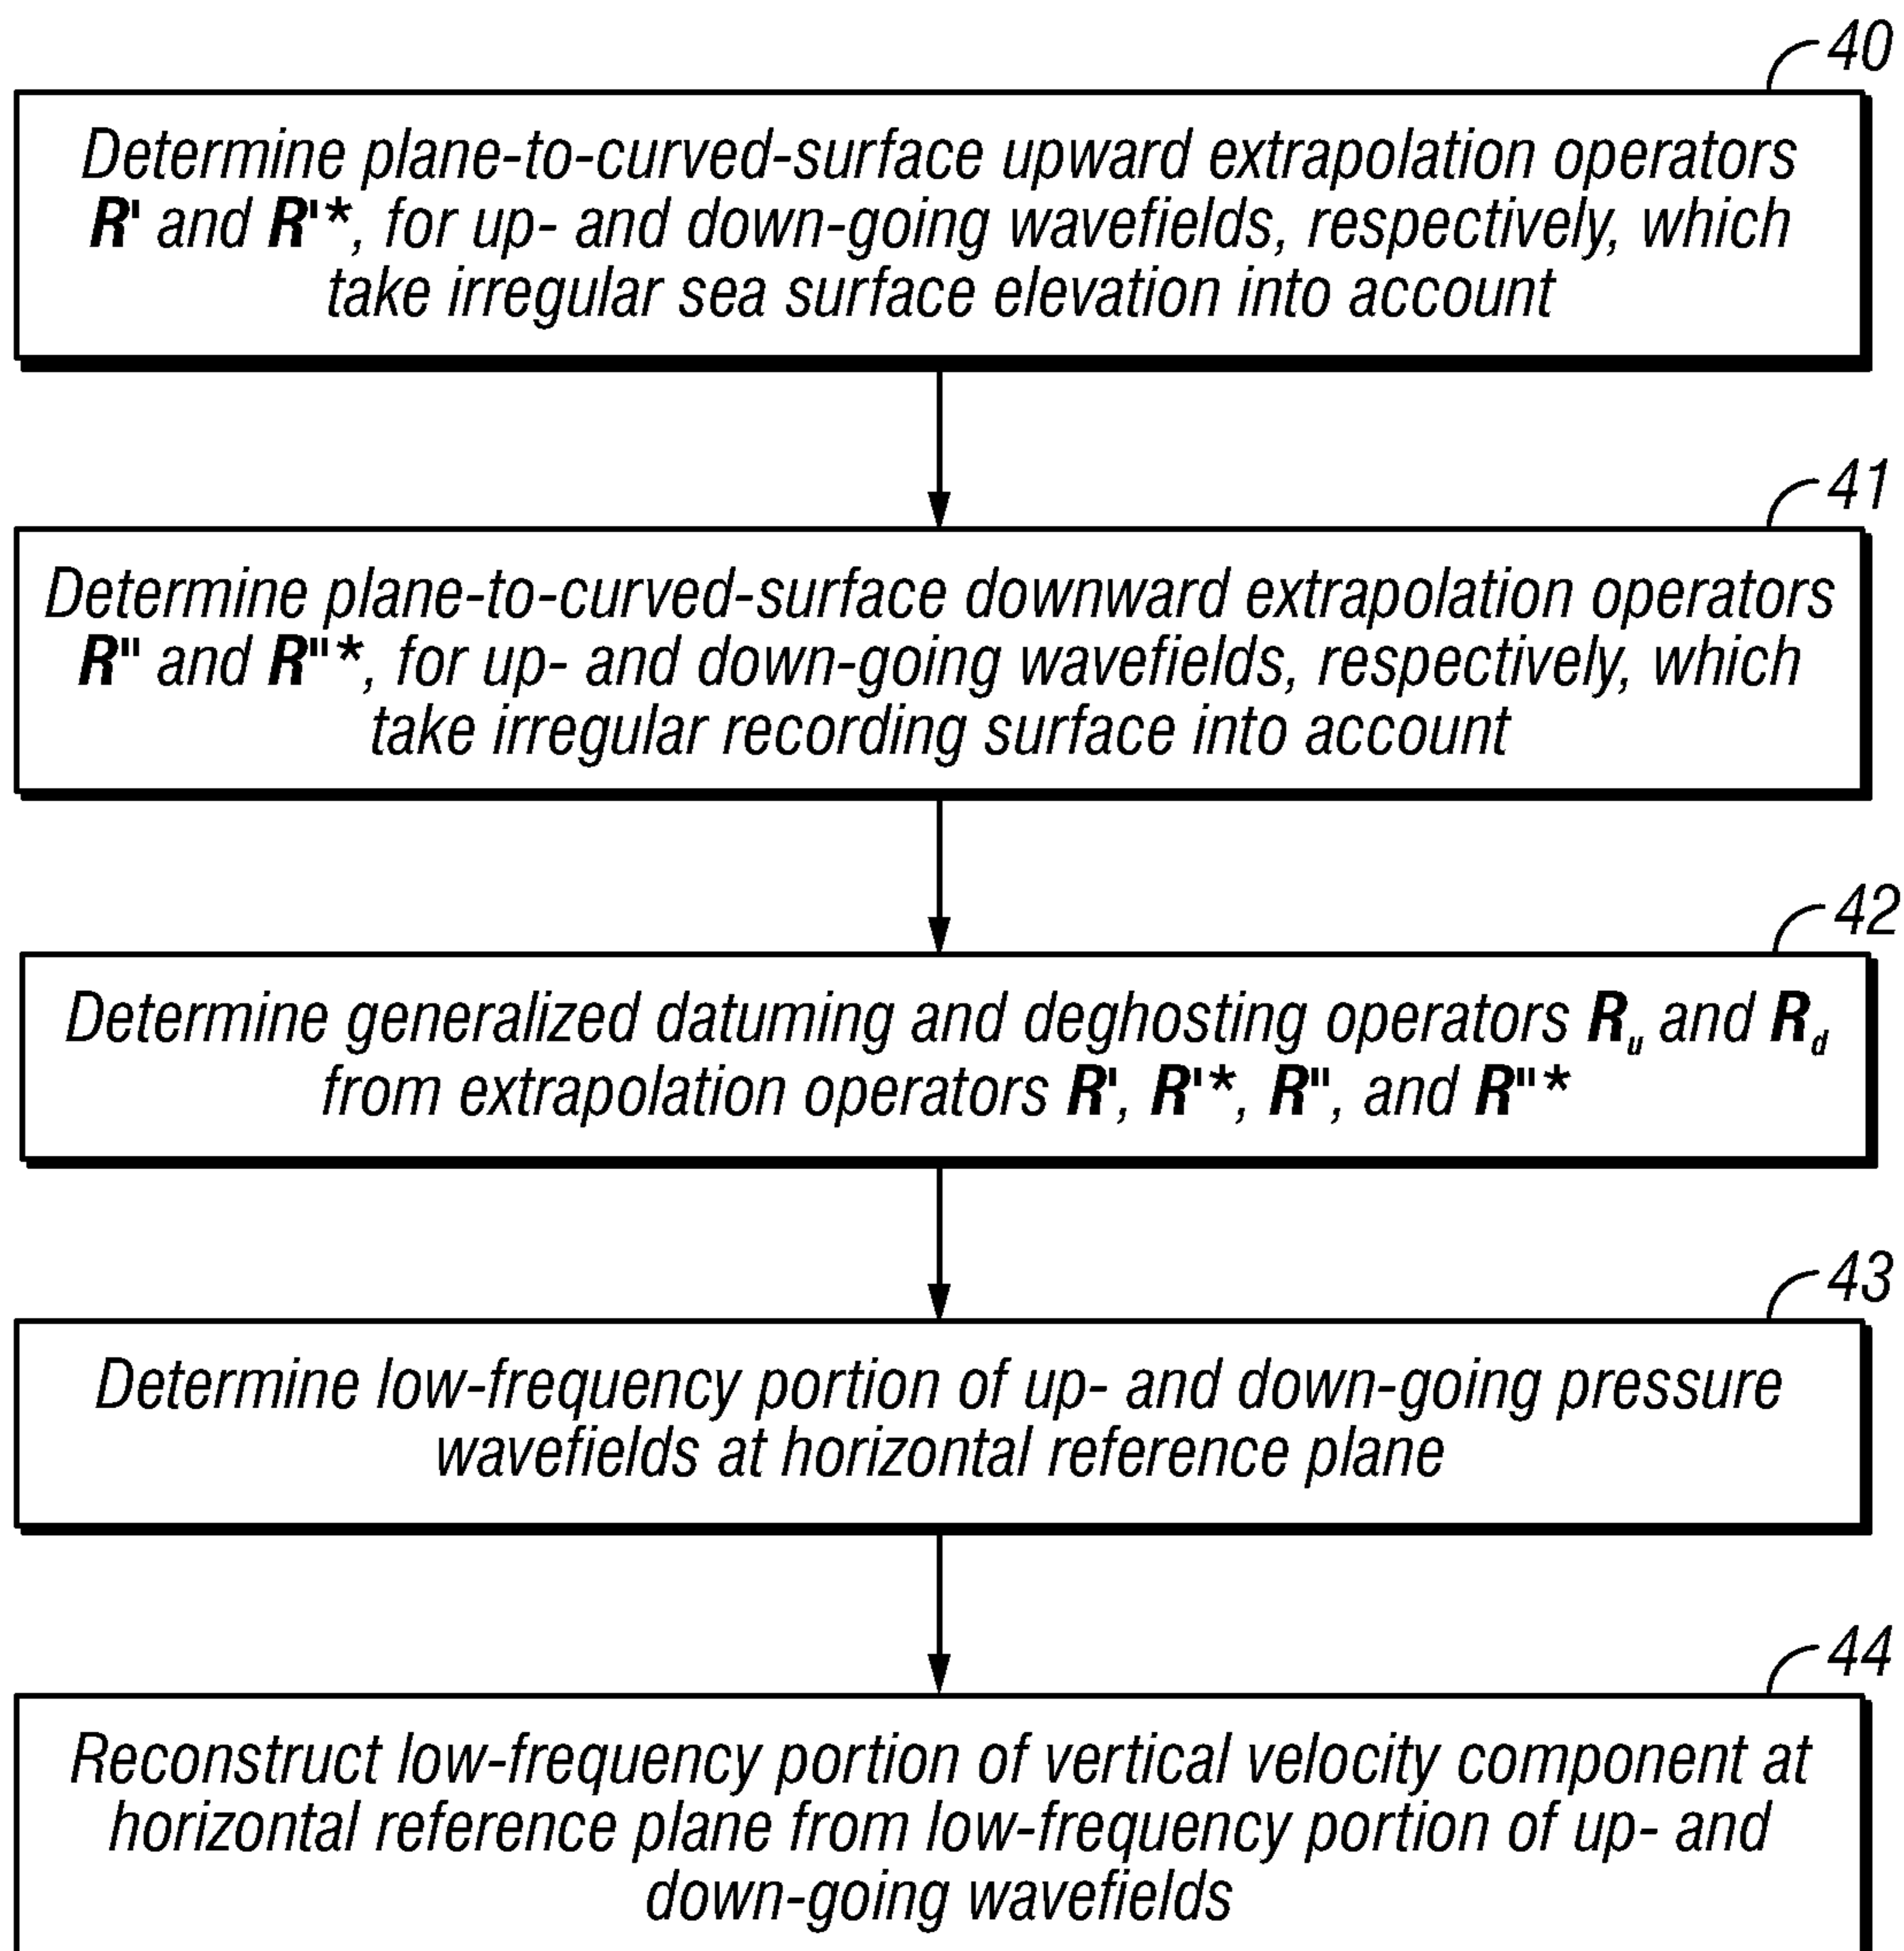 40
Determine plane-to-curved-surface upward extrapolation operators
R' and R'*, for up- and down-going wavefields, respectively, which
take irregular sea surface elevation into account
41
Determine plane-to-curved-surface downward extrapolation operators
R" and R"*, for up- and down-going wavefields, respectively, which
take irregular recording surface into account
42
Determine generalized datuming and deghosting operators Ru and Rd
from extrapolation operators R', R'*, R", and R"*
43
Determine low-frequency portion of up- and down-going pressure
wavefields at horizontal reference plane
44
Reconstruct low-frequency portion of vertical velocity component at
horizontal reference plane from low-frequency portion of up- and
down-going wavefields